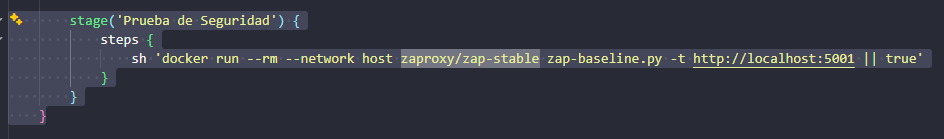 stage('Prueba de Seguridad') {
steps {
sh 'docker run --rm --network host zaproxy/zap-stable zap-baseline.py -t http://localhost:5001 || true'
}
}
}